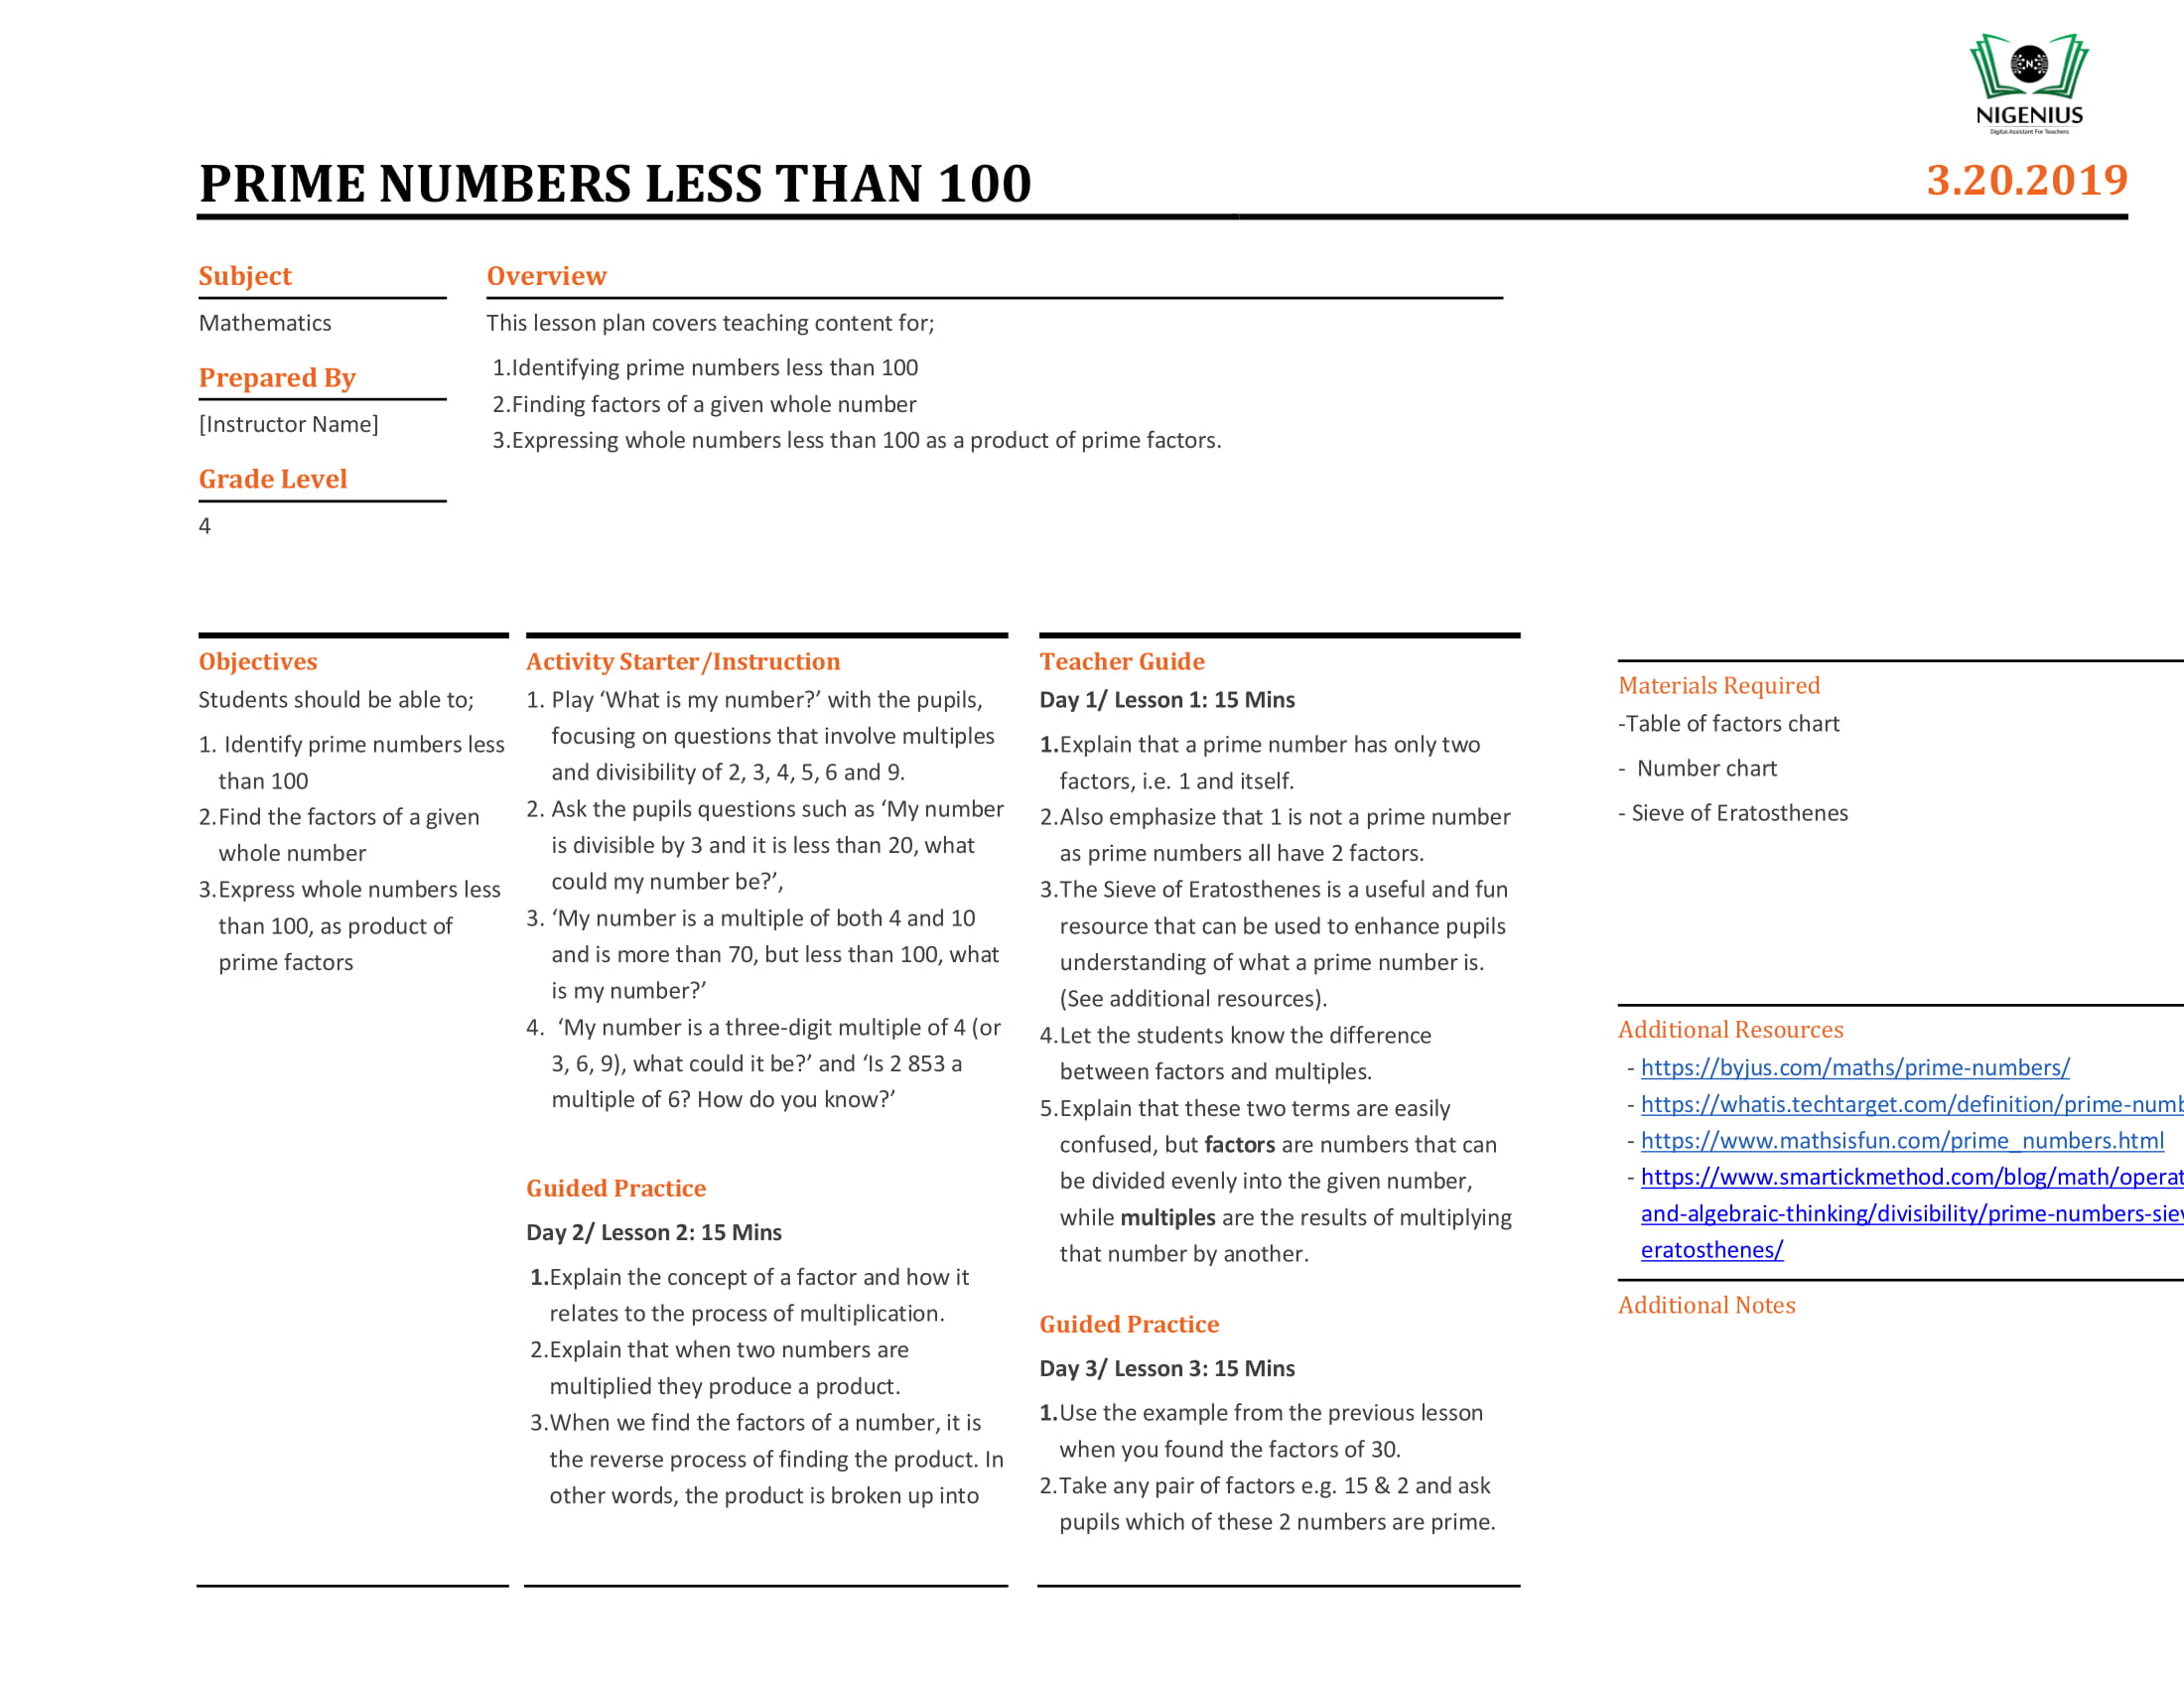 NIGENIUS
Digital Assistant For Teachers
PRIME NUMBERS LESS THAN 100
3.20.2019
Subject
Mathematics
Prepared By
[Instructor Name]
Grade Level
4
Overview
This lesson plan covers teaching content for;
1.Identifying prime numbers less than 100
2.Finding factors of a given whole number
3.Expressing whole numbers less than 100 as a product of prime factors.
Objectives
Students should be able to;
1. Identify prime numbers less
than 100
2.Find the factors of a given
whole number
3.Express whole numbers less
than 100, as product of
prime factors
Activity Starter/Instruction
1. Play ‘What is my number?’ with the pupils,
focusing on questions that involve multiples
and divisibility of 2, 3, 4, 5, 6 and 9.
2. Ask the pupils questions such as ‘My number
is divisible by 3 and it is less than 20, what
could my number be?’,
3. ‘My number is a multiple of both 4 and 10
and is more than 70, but less than 100, what
is my number?’
4. ‘My number is a three-digit multiple of 4 (or
3, 6, 9), what could it be?’ and ‘Is 2 853 a
multiple of 6? How do you know?’
Guided Practice
Day 2/ Lesson 2: 15 Mins
1.Explain the concept of a factor and how it
relates to the process of multiplication.
2.Explain that when two numbers are
multiplied they produce a product.
3.When we find the factors of a number, it is
the reverse process of finding the product. In
other words, the product is broken up into
Teacher Guide
Day 1/ Lesson 1: 15 Mins
1.Explain that a prime number has only two
factors, i.e. 1 and itself.
2.Also emphasize that 1 is not a prime number
as prime numbers all have 2 factors.
3.The Sieve of Eratosthenes is a useful and fun
resource that can be used to enhance pupils
understanding of what a prime number is.
(See additional resources).
4.Let the students know the difference
between factors and multiples.
5.Explain that these two terms are easily
confused, but factors are numbers that can
be divided evenly into the given number,
while multiples are the results of multiplying
that number by another.
Guided Practice
Day 3/ Lesson 3: 15 Mins
1.Use the example from the previous lesson
when you found the factors of 30.
2.Take any pair of factors e.g. 15 & 2 and ask
pupils which of these 2 numbers are prime.
Materials Required
-Table of factors chart
- Number chart
- Sieve of Eratosthenes
Additional Resources
- https://byjus.com/maths/prime-numbers/
- https://whatis.techtarget.com/definition/prime-numb
- https://www.mathsisfun.com/prime_numbers.html
- https://www.smartickmethod.com/blog/math/operat
and-algebraic-thinking/divisibility/prime-numbers-siev
eratosthenes/
Additional Notes